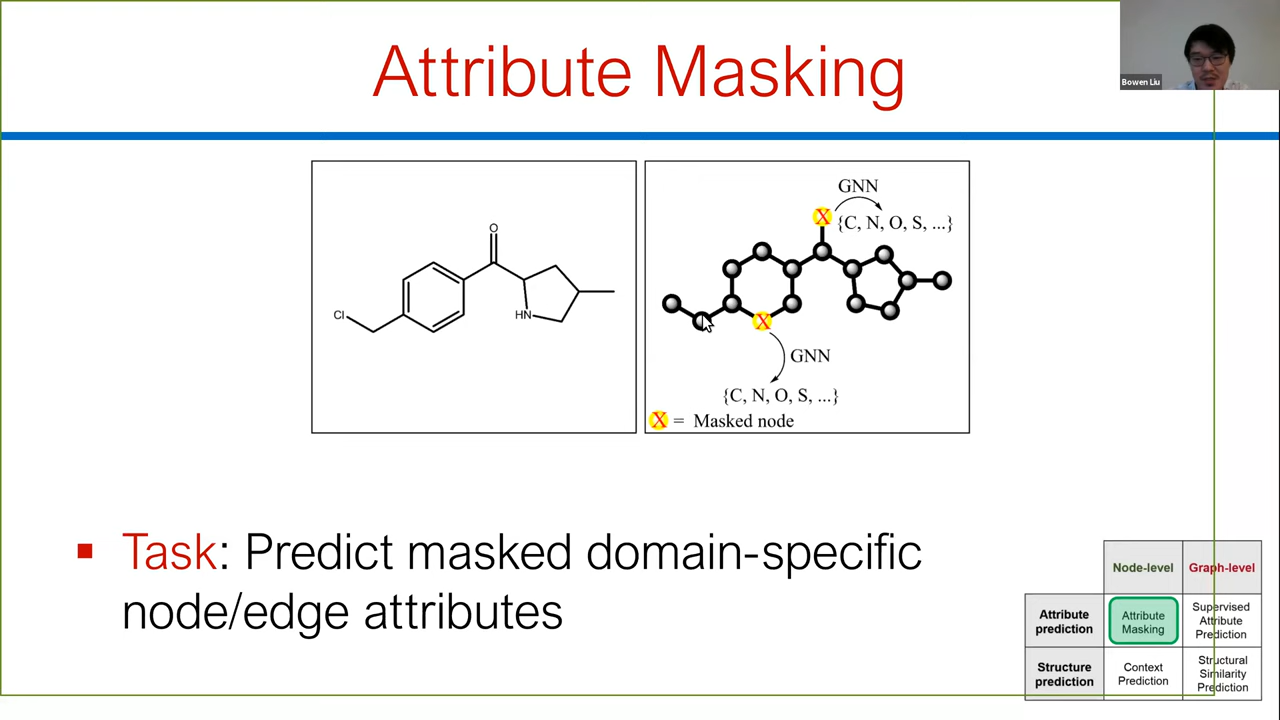 Attribute Masking
Bowen Liu
O
Cl
HN
GNN
X {C, N, O, S, ...}
X
GNN
{C, N, O, S, ...}
X = Masked node
▪ Task: Predict masked domain-specific
node/edge attributes
Node-level Graph-level
Attribute prediction
Attribute Masking
Supervised Attribute Prediction
Structure prediction
Context Prediction
Structural Similarity Prediction